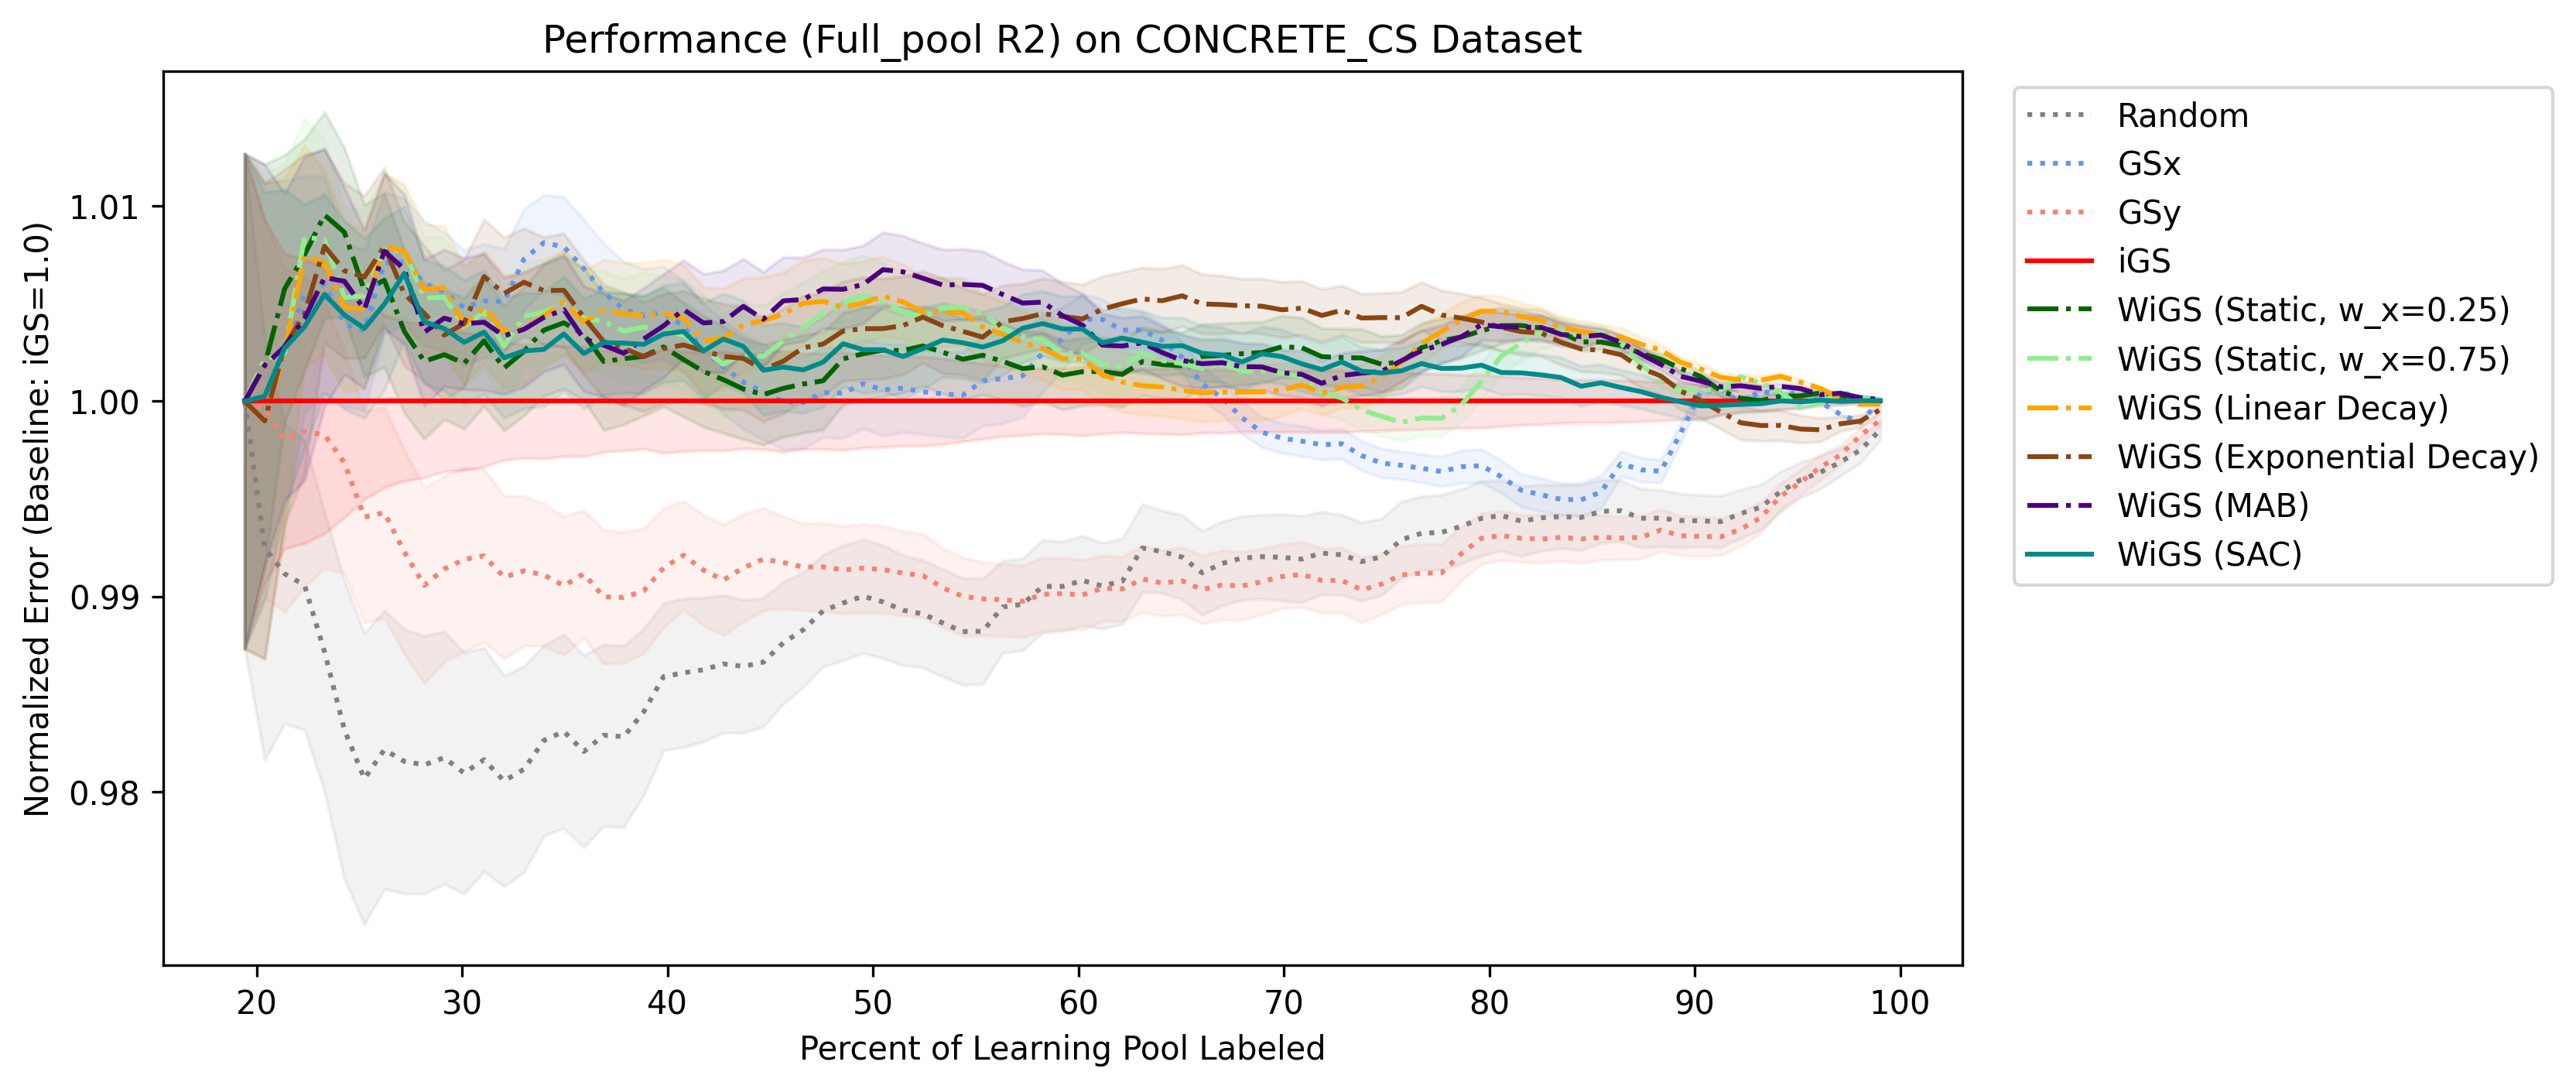 Performance (Full_pool R2) on CONCRETE_CS Dataset
Normalized Error (Baseline: iGS=1.0)
1.01
1.00
0.99
0.98
20 30 40 50 60 70 80 90 100
Percent of Learning Pool Labeled
Random
GSx
GSy
iGS
WiGS (Static, w_x=0.25)
WiGS (Static, w_x=0.75)
WiGS (Linear Decay)
WiGS (Exponential Decay)
WiGS (MAB)
WiGS (SAC)